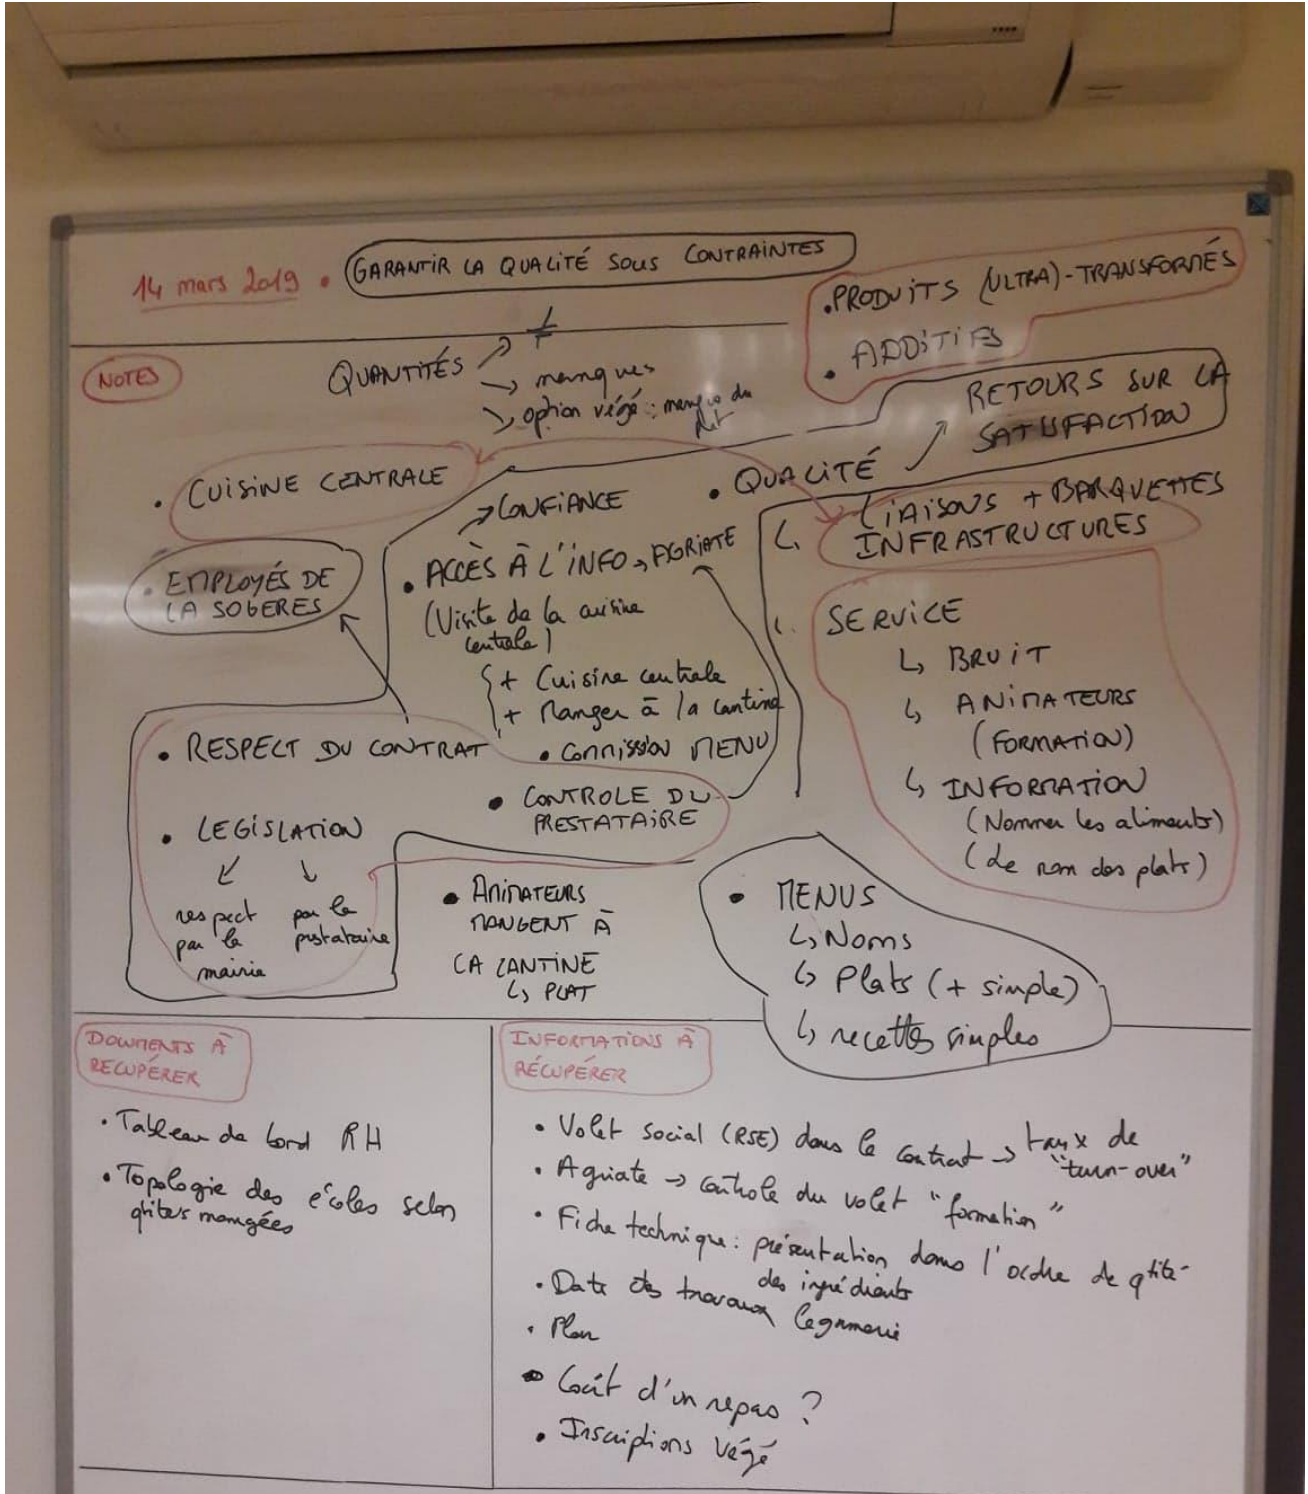 14 mars 2019 • GARANTIR LA QUALITÉ SOUS CONTRAINTES
• PRODUITS (ULTRA)-TRANSFORMÉS
• ADDITIFS
NOTES
QUANTITÉS ↗ ≠
→ manques
↘ option végé : manque du
plat
RETOURS SUR LA
SATISFACTION
• CUISINE CENTRALE
• QUALITÉ ↗
↗ CONFIANCE
↳ LIAISONS + BARQUETTES
INFRASTRUCTURES
• EMPLOYÉS DE
LA SOGERES
• ACCÈS À L'INFO → AGRIATE
(Visite de la cuisine
centrale)
+ Cuisine centrale
+ Manger à la cantine
• COMMISSION MENU
SERVICE
↳ BRUIT
↳ ANIMATEURS
(FORMATION)
↳ INFORMATION
(Nommer les aliments)
(Le nom des plats)
• RESPECT DU CONTRAT
• CONTROLE DU
PRESTATAIRE
• LEGISLATION
↙ ↘
respect
par la
mairie
par le
prestataire
• ANIMATEURS
MANGENT À
LA CANTINE
↳ PLAT
• MENUS
↳ Noms
↳ Plats (+ simple)
↳ recettes simples
DOCUMENTS À
RÉCUPÉRER
• Tableau de bord RH
• Topologie des écoles selon
qtités mangées
INFORMATIONS À
RÉCUPÉRER
• Volet social (RSE) dans le contrat → taux de
"turn-over"
• Agriate → contrôle du volet "formation"
• Fiche technique : présentation dans l'ordre de qtité
des ingrédients
• Date des travaux légumerie
• Plan
• Coût d'un repas ?
• Inscriptions végé